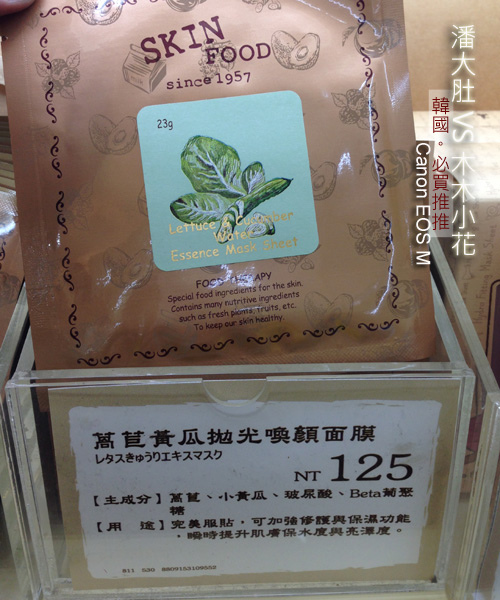 SKIN
FOOD
since 1957
23g
Lettuce & Cucumber
Water
Essence Mask Sheet
FOOD THERAPY
Special food ingredients for the skin.
Contains many nutritive ingredients
such as fresh plants, fruits, etc.
To keep our skin healthy.
潘大肚 VS 木木小花
韓國。必買推推
Canon EOS M
萵苣黃瓜拋光喚顏面膜
レタスきゅうりエキスマスク
NT 125
【主成分】萵苣、小黃瓜、玻尿酸、Beta葡聚
糖
【用 途】完美服貼，可加強修護與保濕功能
，瞬時提升肌膚保水度與亮澤度。
811 530 8809153109553